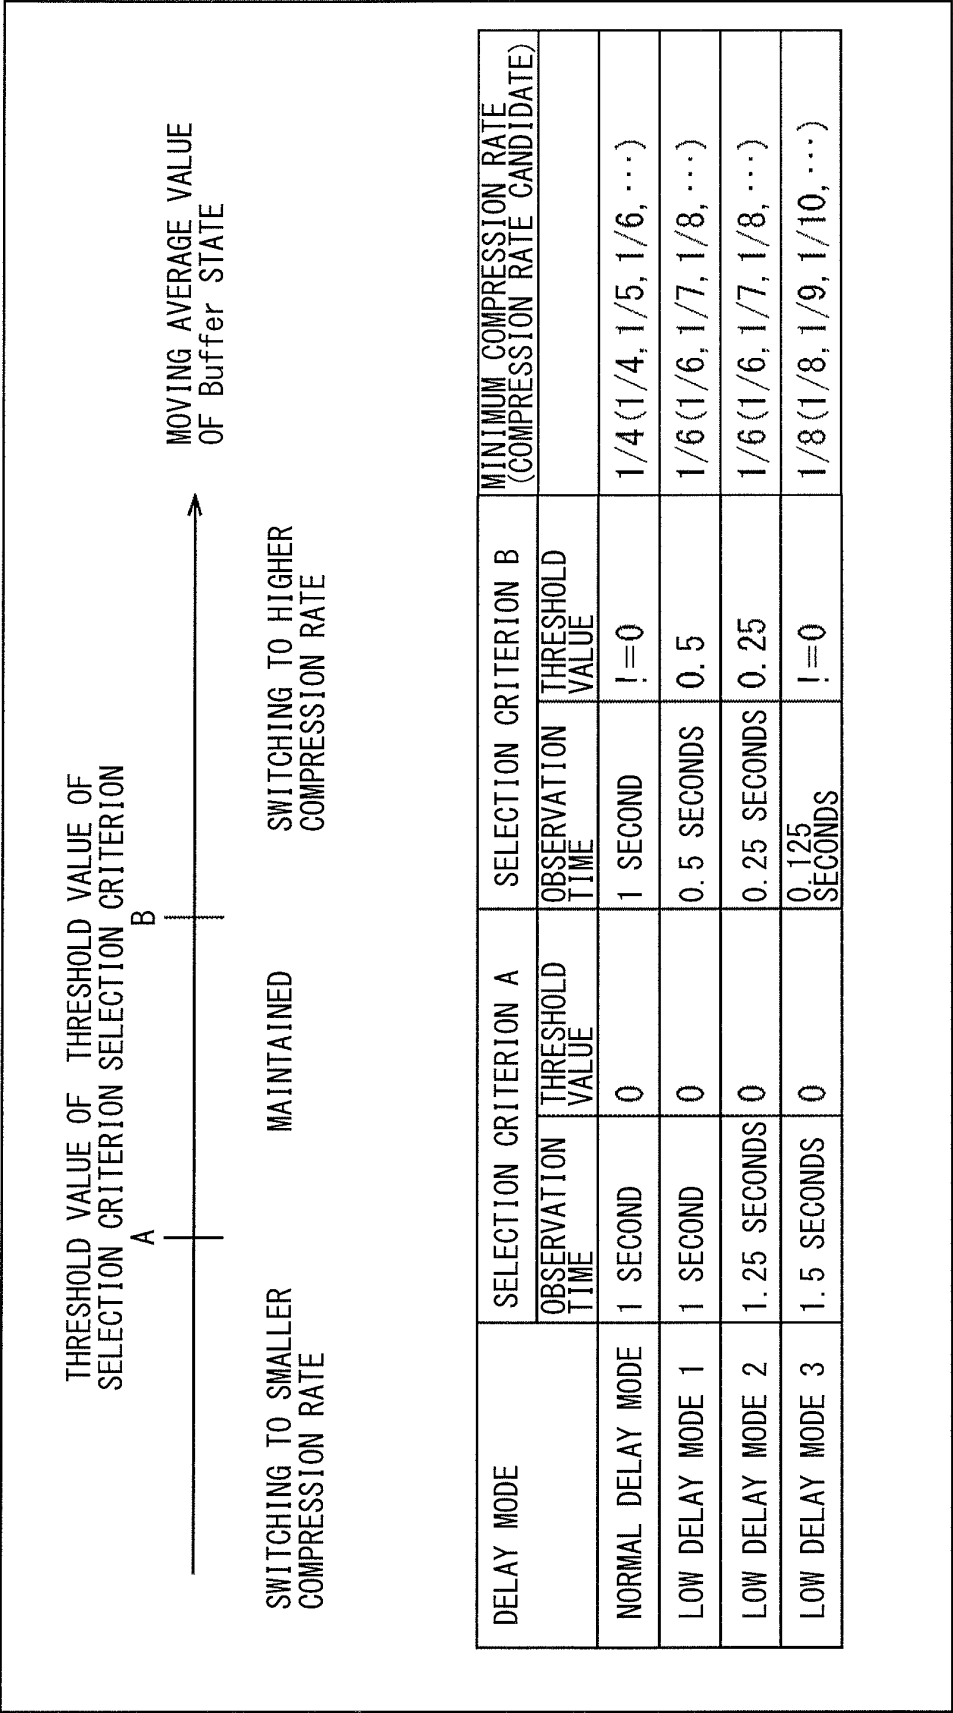 THRESHOLD VALUE OF THRESHOLD VALUE OF
SELECTION CRITERION SELECTION CRITERION
A B
MOVING AVERAGE VALUE
OF Buffer STATE
SWITCHING TO SMALLER
COMPRESSION RATE
MAINTAINED
SWITCHING TO HIGHER
COMPRESSION RATE
DELAY MODE
SELECTION CRITERION A
SELECTION CRITERION B
MINIMUM COMPRESSION RATE
(COMPRESSION RATE CANDIDATE)
OBSERVATION
TIME
THRESHOLD
VALUE
OBSERVATION
TIME
THRESHOLD
VALUE
NORMAL DELAY MODE 1 SECOND 0 1 SECOND !=0 1/4(1/4, 1/5, 1/6, ···)
LOW DELAY MODE 1 1 SECOND 0 0.5 SECONDS 0.5 1/6(1/6, 1/7, 1/8, ···)
LOW DELAY MODE 2 1.25 SECONDS 0 0.25 SECONDS 0.25 1/6(1/6, 1/7, 1/8, ···)
LOW DELAY MODE 3 1.5 SECONDS 0 0.125
SECONDS !=0 1/8(1/8, 1/9, 1/10, ···)